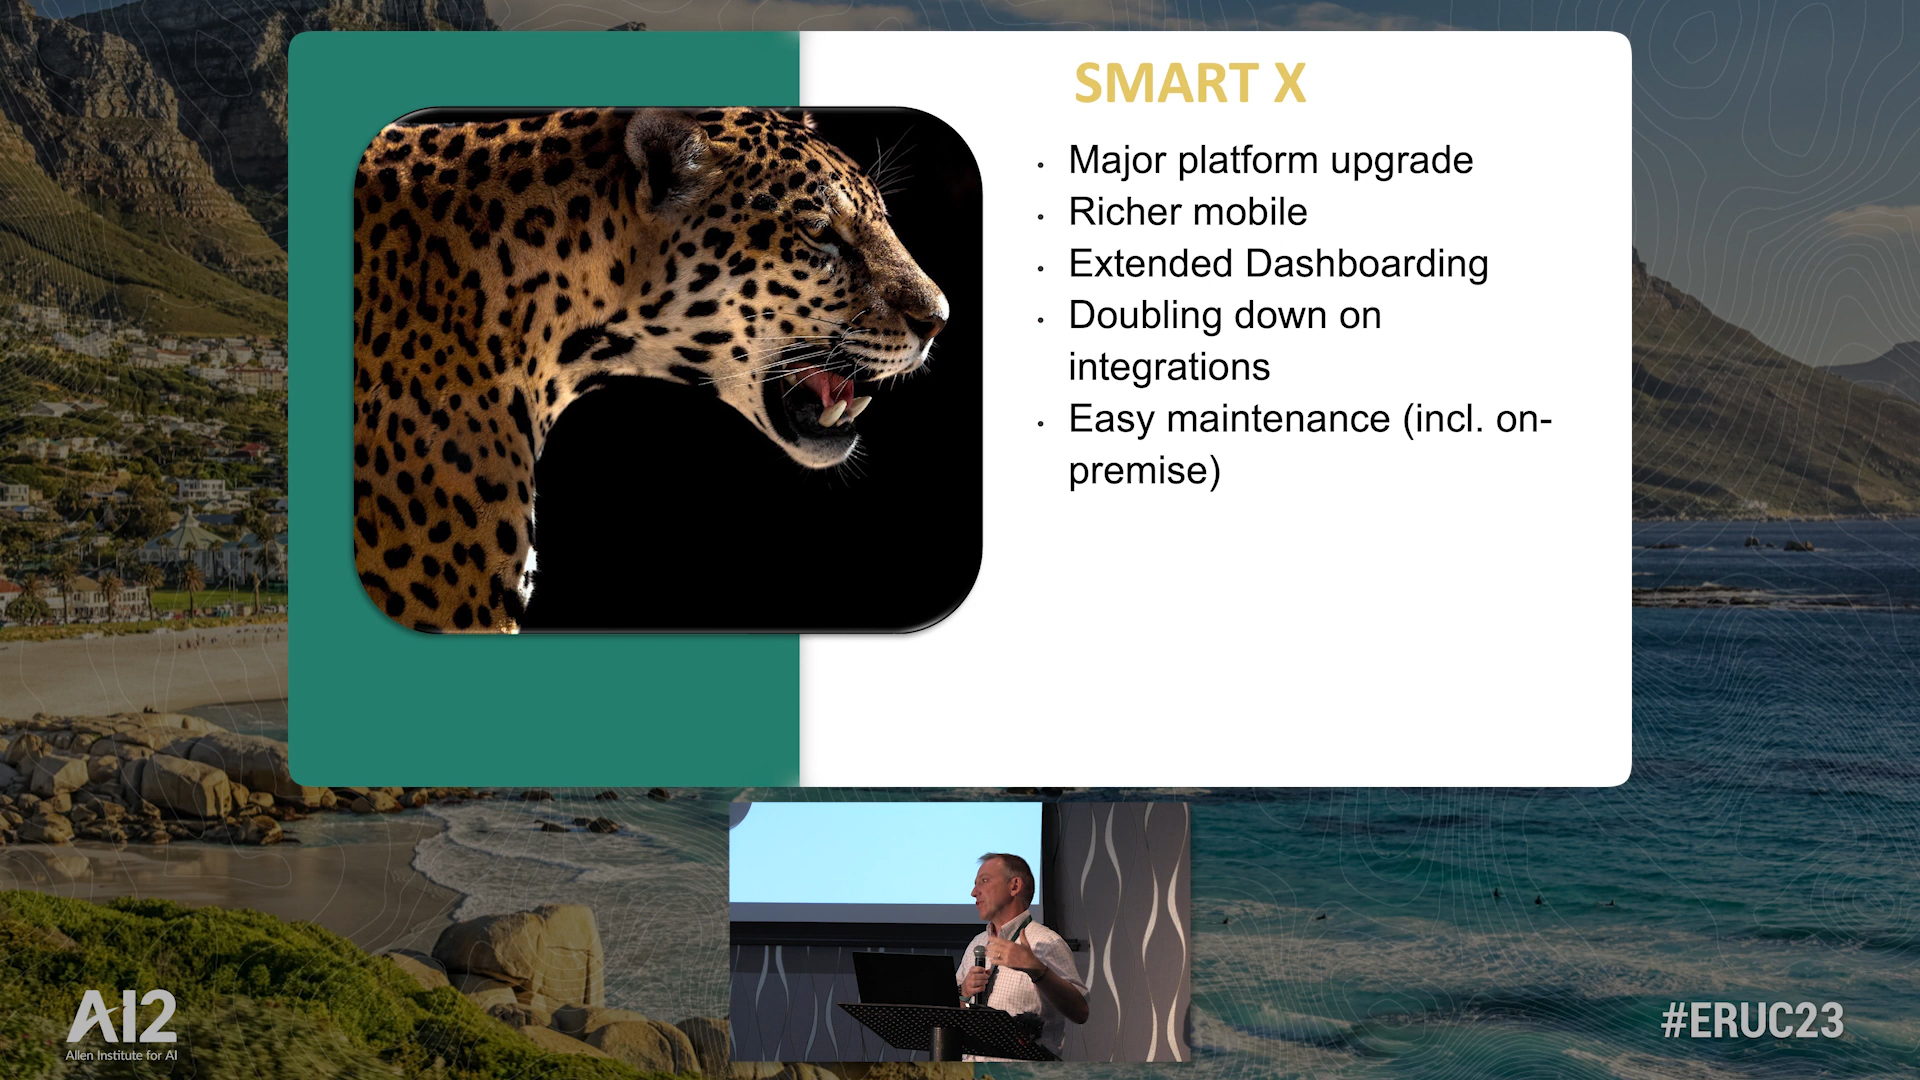 SMART X
• Major platform upgrade
• Richer mobile
• Extended Dashboarding
• Doubling down on
integrations
• Easy maintenance (incl. on-
premise)
AI2
Allen Institute for AI
#ERUC23